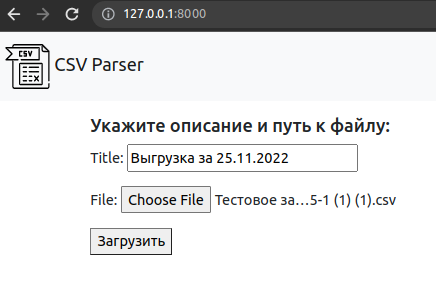 127.0.0.1:8000
CSV
CSV Parser
Укажите описание и путь к файлу:
Title: Выгрузка за 25.11.2022
File: Choose File Тестовое за...5-1 (1) (1).csv
Загрузить